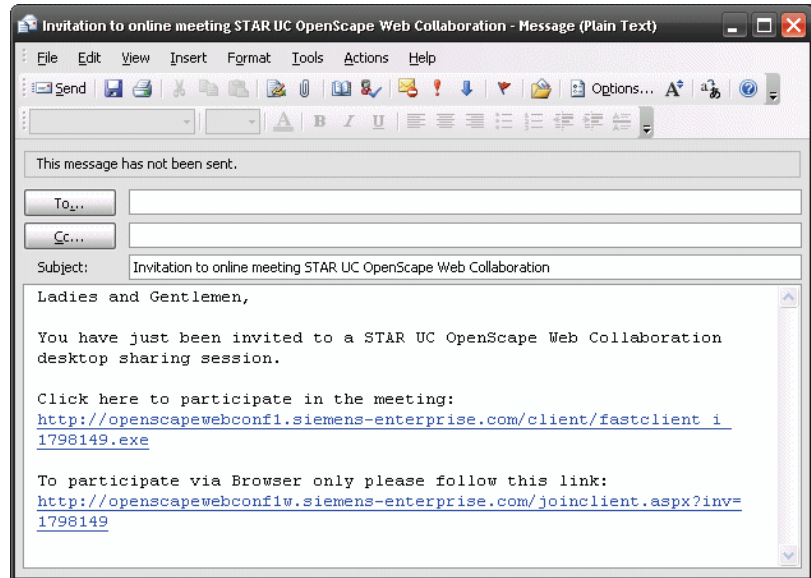 Invitation to online meeting STAR UC OpenScape Web Collaboration - Message (Plain Text)
File Edit View Insert Format Tools Actions Help
Send Options...
A B I U
This message has not been sent.
To...
Cc...
Subject: Invitation to online meeting STAR UC OpenScape Web Collaboration
Ladies and Gentlemen,
You have just been invited to a STAR UC OpenScape Web Collaboration
desktop sharing session.
Click here to participate in the meeting:
http://openscapewebconf1.siemens-enterprise.com/client/fastclient_i_
1798149.exe
To participate via Browser only please follow this link:
http://openscapewebconf1w.siemens-enterprise.com/joinclient.aspx?inv=
1798149